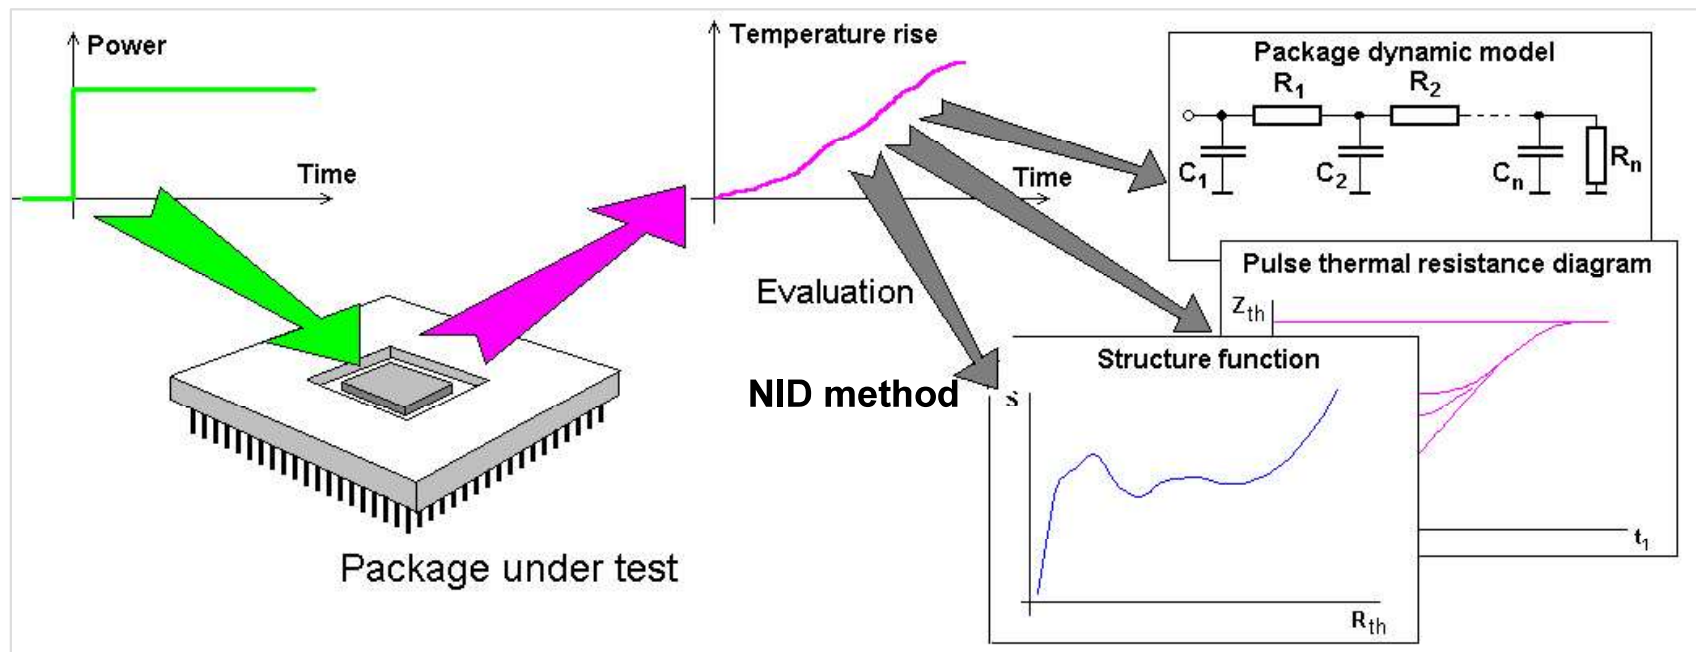 Power
Time
Package under test
Temperature rise
Time
Evaluation
NID method
Package dynamic model
R1 R2
C1 C2 Cn Rn
Pulse thermal resistance diagram
Zth
t1
Structure function
S
Rth